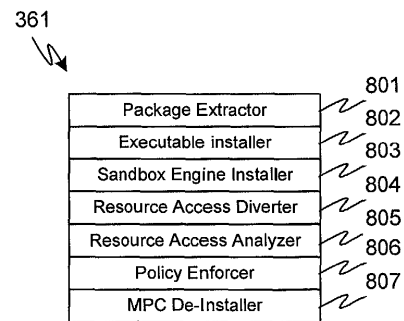 361
801
Package Extractor
802
Executable installer
803
Sandbox Engine Installer
804
Resource Access Diverter
805
Resource Access Analyzer
806
Policy Enforcer
807
MPC De-Installer